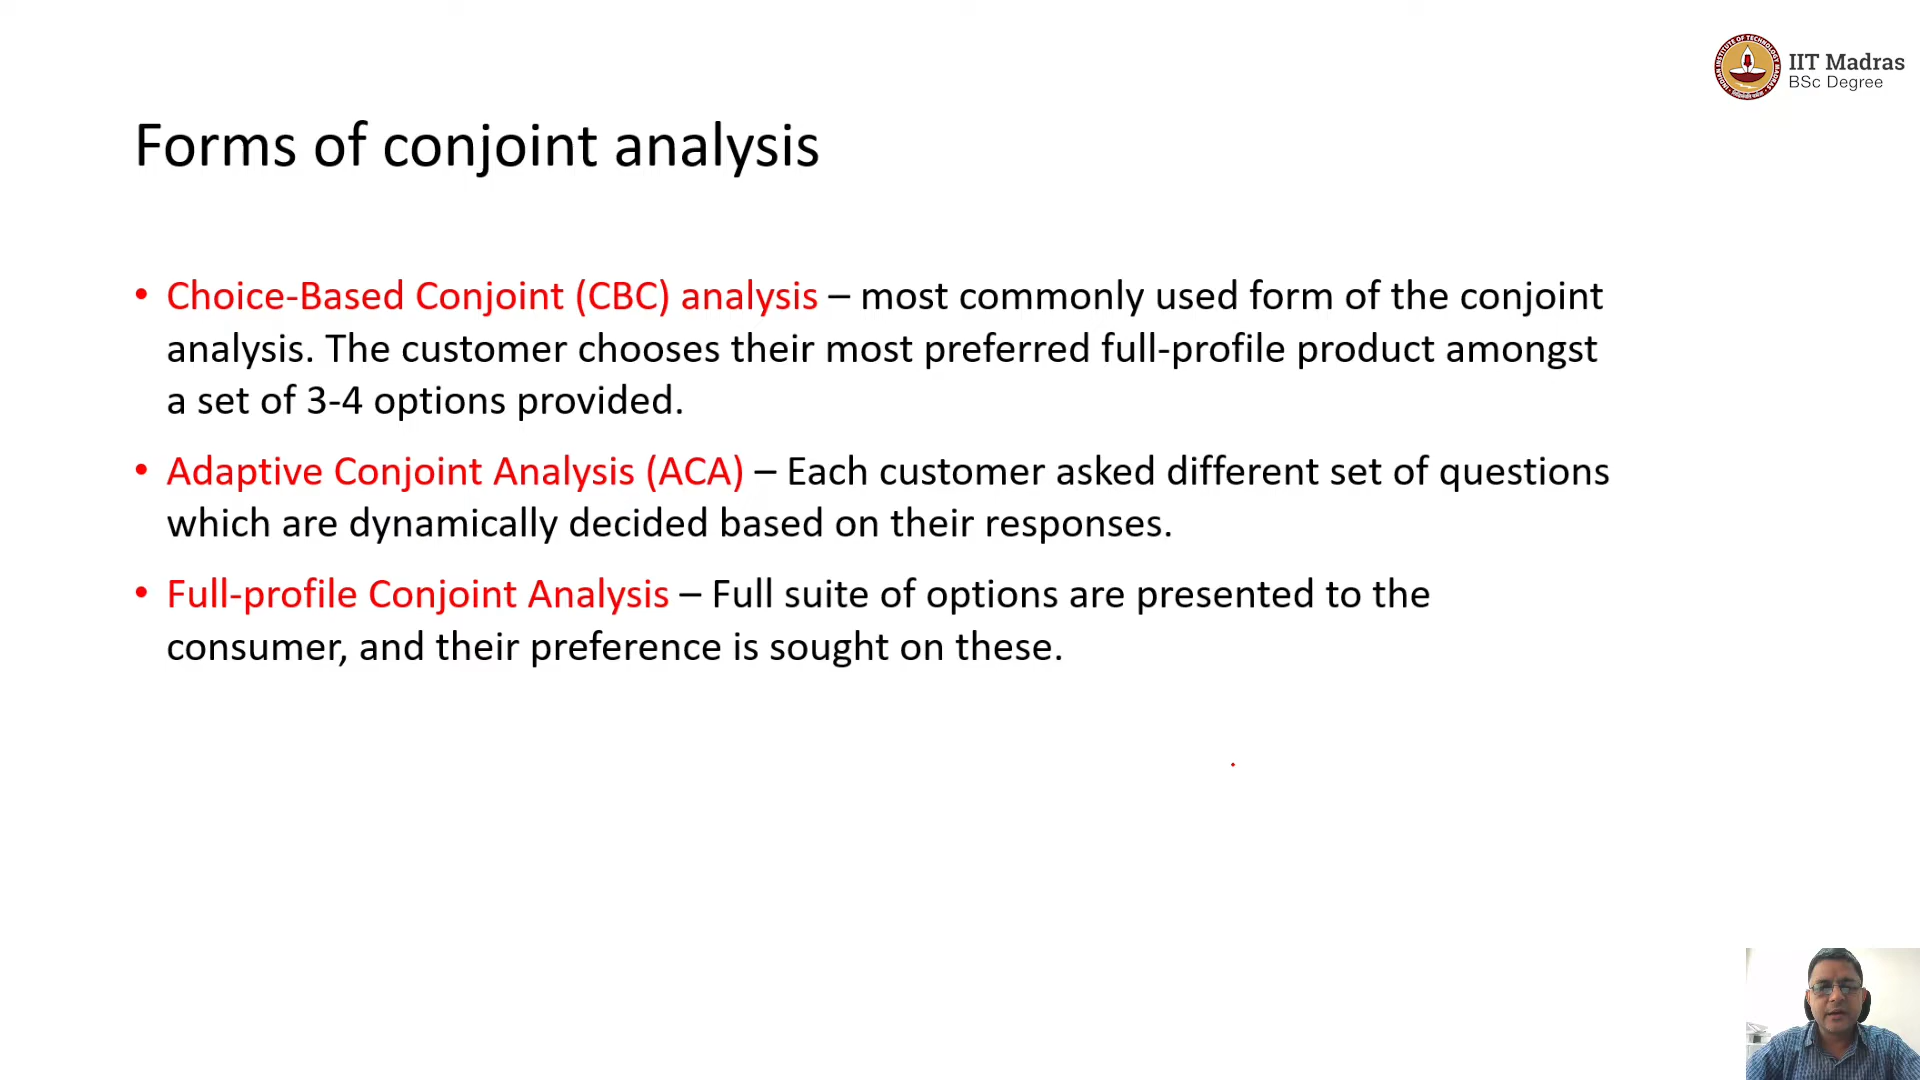 IIT Madras
BSc Degree
Forms of conjoint analysis
• Choice-Based Conjoint (CBC) analysis – most commonly used form of the conjoint
analysis. The customer chooses their most preferred full-profile product amongst
a set of 3-4 options provided.
• Adaptive Conjoint Analysis (ACA) – Each customer asked different set of questions
which are dynamically decided based on their responses.
• Full-profile Conjoint Analysis – Full suite of options are presented to the
consumer, and their preference is sought on these.